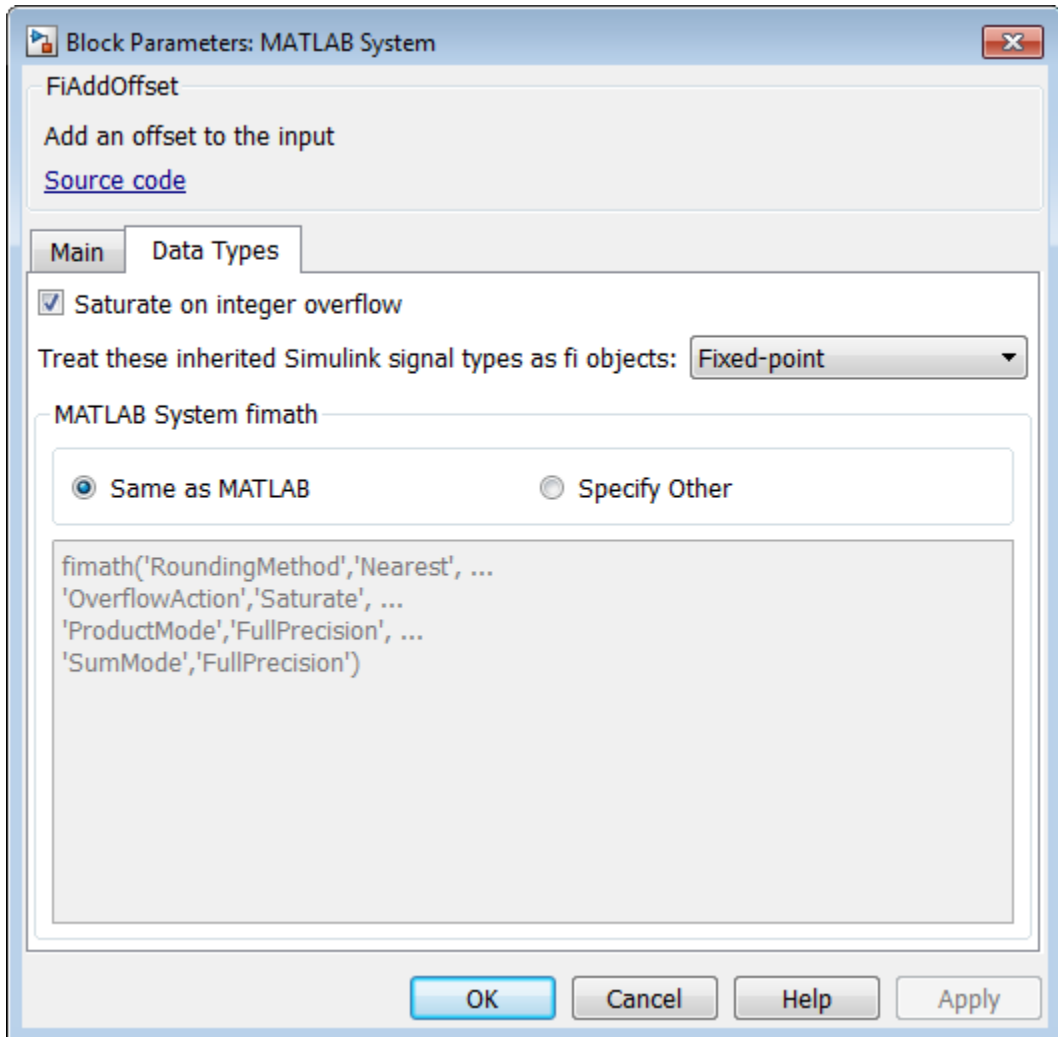 Block Parameters: MATLAB System
FiAddOffset
Add an offset to the input
Source code
Main
Data Types
Saturate on integer overflow
Treat these inherited Simulink signal types as fi objects: Fixed-point
MATLAB System fimath
Same as MATLAB
Specify Other
fimath('RoundingMethod','Nearest', ...
'OverflowAction','Saturate', ...
'ProductMode','FullPrecision', ...
'SumMode','FullPrecision')
OK
Cancel
Help
Apply